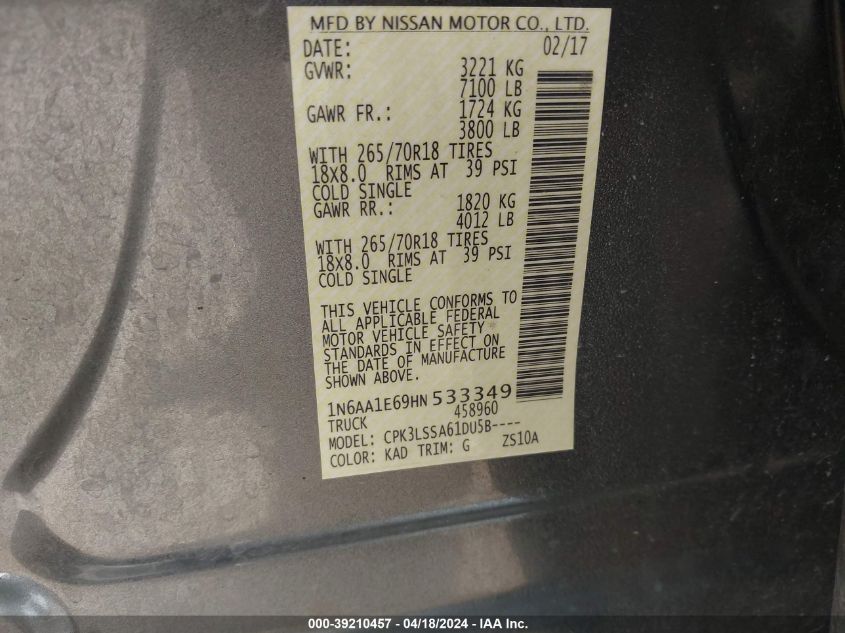 MFD BY NISSAN MOTOR CO., LTD.
DATE: 02/17
GVWR: 3221 KG
7100 LB
GAWR FR.: 1724 KG
3800 LB
WITH 265/70R18 TIRES
18X8.0 RIMS AT 39 PSI
COLD SINGLE
GAWR RR.: 1820 KG
4012 LB
WITH 265/70R18 TIRES
18X8.0 RIMS AT 39 PSI
COLD SINGLE
THIS VEHICLE CONFORMS TO
ALL APPLICABLE FEDERAL
MOTOR VEHICLE SAFETY
STANDARDS IN EFFECT ON
THE DATE OF MANUFACTURE
SHOWN ABOVE.
1N6AA1E69HN 533349
TRUCK 458960
MODEL: CPK3LSSA61DU5B----
COLOR: KAD TRIM: G ZS10A
000-39210457 - 04/18/2024 - IAA Inc.